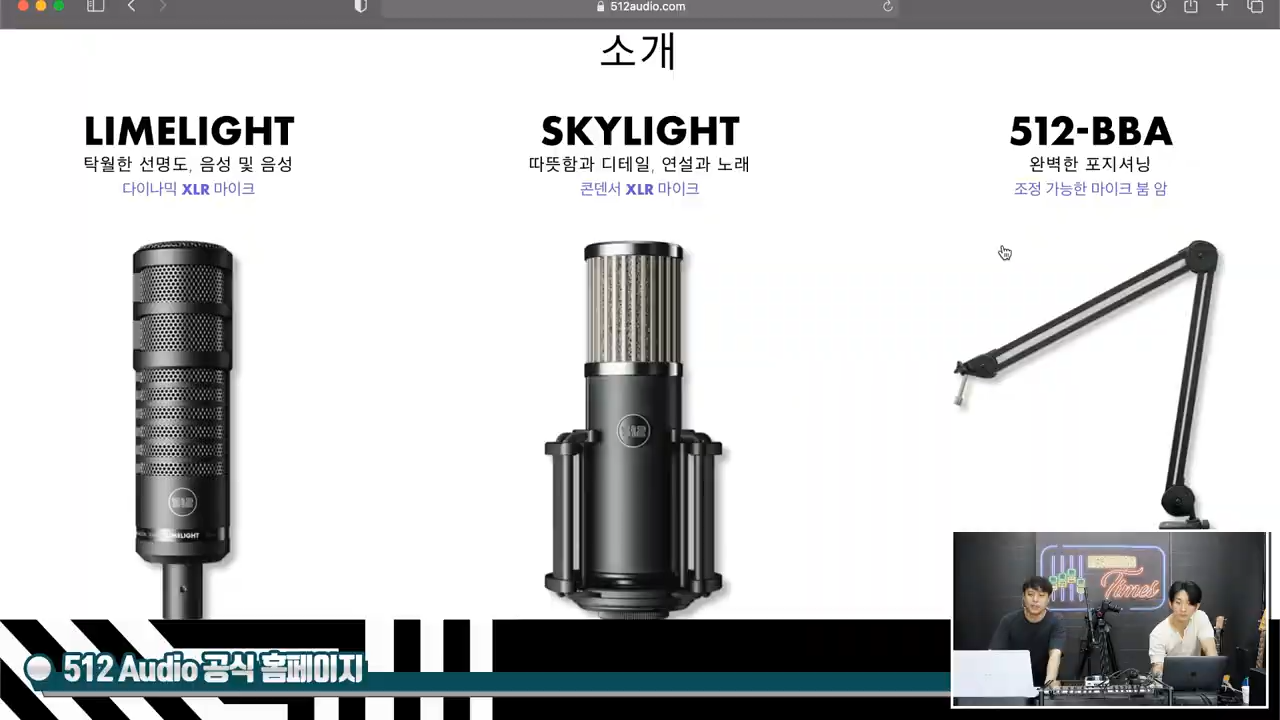 512audio.com
소개
LIMELIGHT
탁월한 선명도, 음성 및 음성
다이나믹 XLR 마이크
SKYLIGHT
따뜻함과 디테일, 연설과 노래
콘덴서 XLR 마이크
512-BBA
완벽한 포지셔닝
조정 가능한 마이크 붐 암
512
512
LIMELIGHT
Times
512 Audio 공식 홈페이지